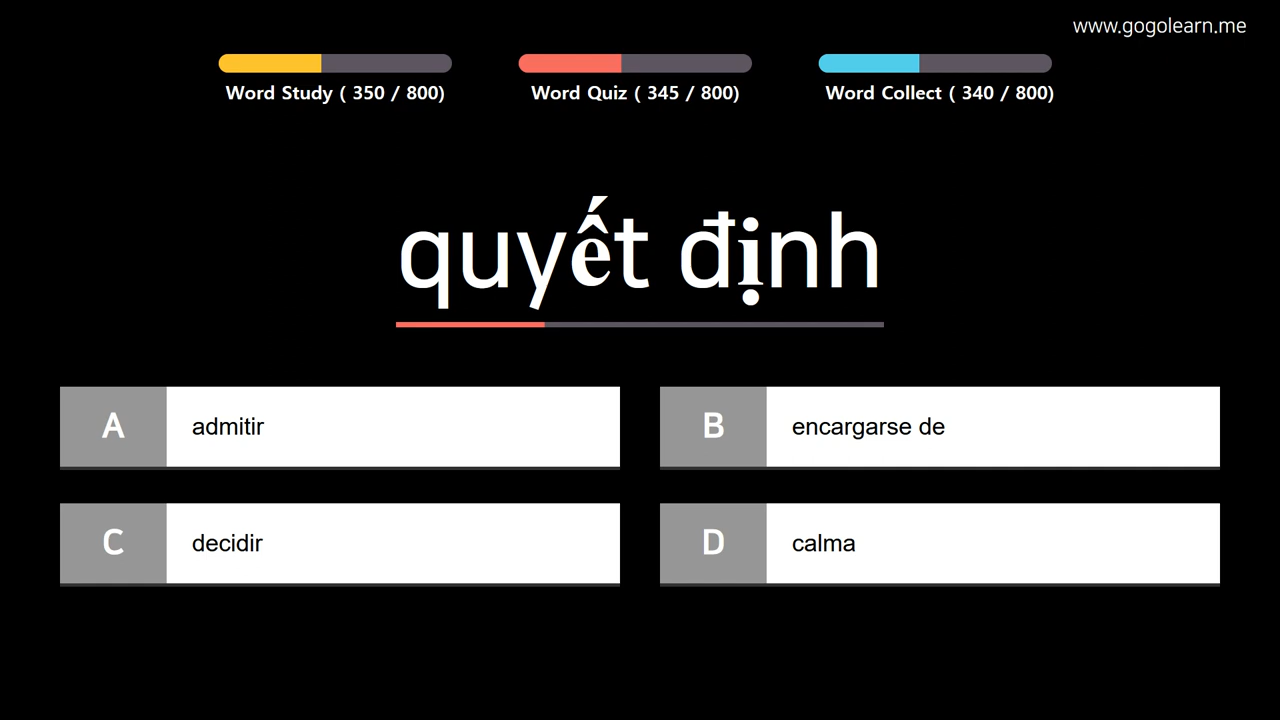 www.gogolearn.me
Word Study ( 350 / 800)
Word Quiz ( 345 / 800)
Word Collect ( 340 / 800)
quyết định
A admitir
B encargarse de
C decidir
D calma